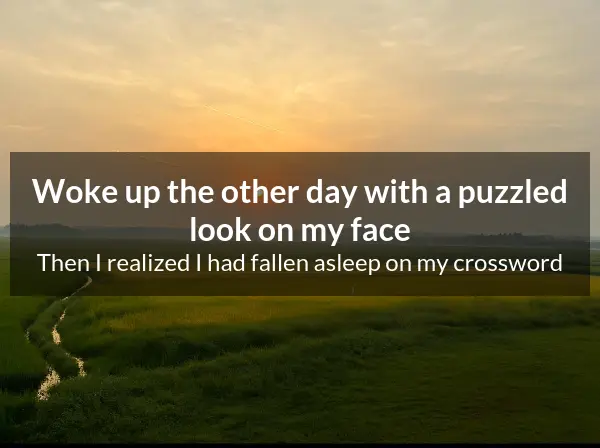 Woke up the other day with a puzzled
look on my face
Then I realized I had fallen asleep on my crossword